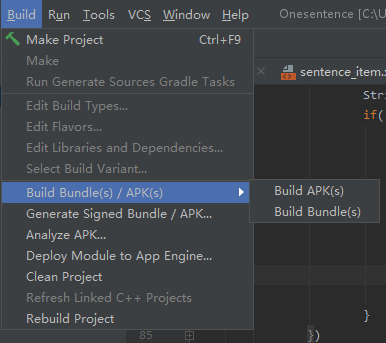 Build Run Tools VCS Window Help Onesentence [C:\U
Make Project Ctrl+F9
Make
sentence_item.x
Run Generate Sources Gradle Tasks
Stri
Edit Build Types...
if(
Edit Flavors...
Edit Libraries and Dependencies...
Select Build Variant...
Build Bundle(s) / APK(s)
Build APK(s)
Generate Signed Bundle / APK...
Build Bundle(s)
Analyze APK...
Deploy Module to App Engine...
Clean Project
Refresh Linked C++ Projects
Rebuild Project
}
85
})